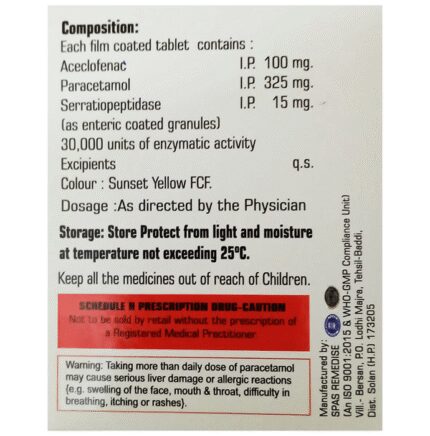 Composition:
Each film coated tablet contains :
Aceclofenac I.P. 100 mg.
Paracetamol I.P. 325 mg.
Serratiopeptidase I.P. 15 mg.
(as enteric coated granules)
30,000 units of enzymatic activity
Excipients q.s.
Colour : Sunset Yellow FCF.
Dosage :As directed by the Physician
Storage: Store Protect from light and moisture
at temperature not exceeding 25°C.
Keep all the medicines out of reach of Children.
SCHEDULE H PRESCRIPTION DRUG-CAUTION
Not to be sold by retail without the prescription of
a Registered Medical Practitioner.
Warning: Taking more than daily dose of paracetamol
may cause serious liver damage or allergic reactions
(e.g. swelling of the face, mouth & throat, difficulty in
breathing, itching or rashes).
Manufactured by:
SPAS REMEDISE
(An ISO 9001:2015 & WHO-GMP Compliance Unit)
Vill.- Bersan, P.O. Lodhi Majra, Tehsil-Baddi,
Dist. Solan (H.P.) 173205